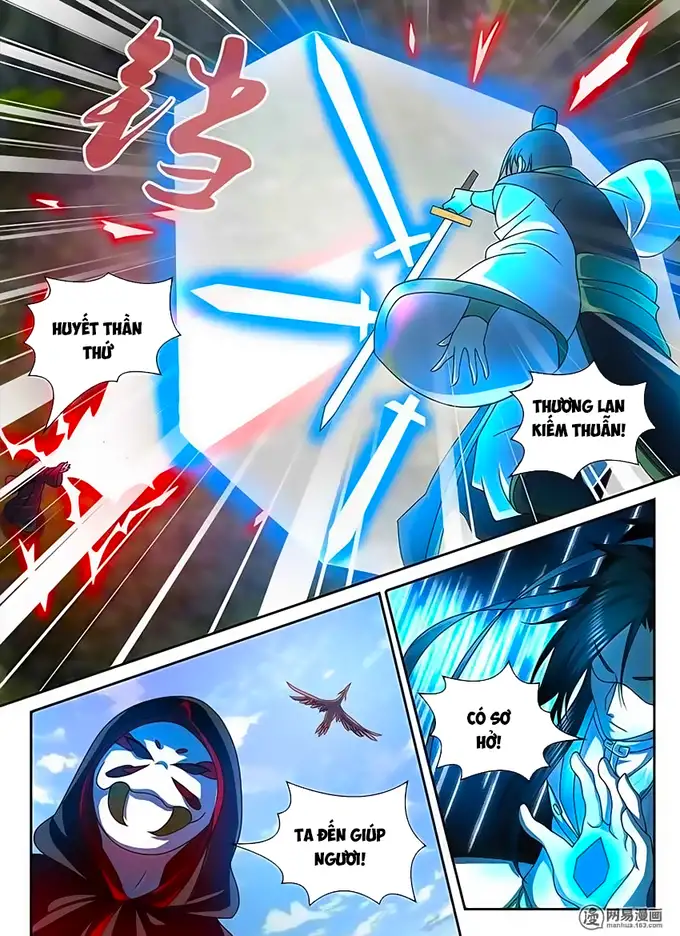 铛
HUYẾT THẦN
THỨ
THƯƠNG LAN
KIẾM THUẪN!
CÓ SƠ
HỞ!
TA ĐẾN GIÚP
NGƯƠI!
网易漫画
manhua.163.com